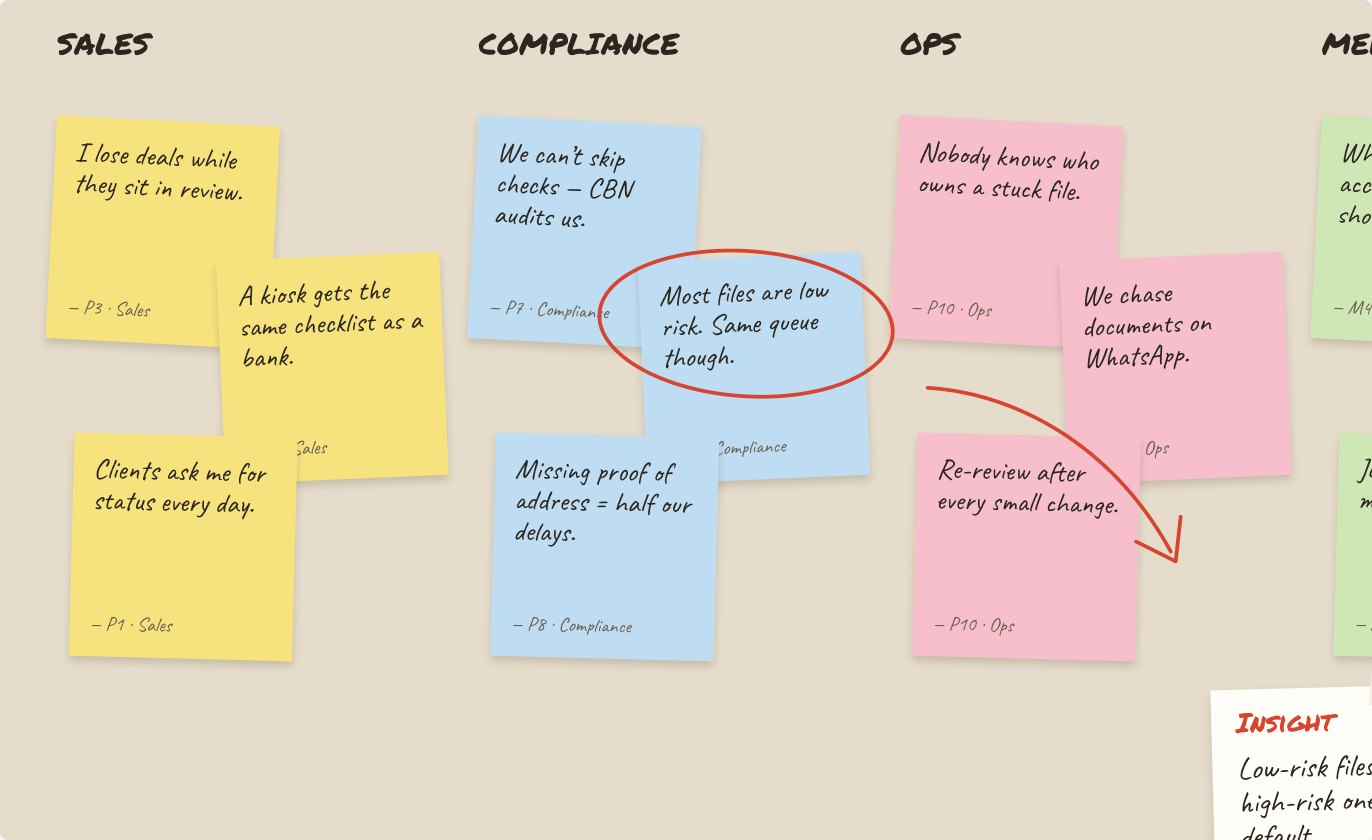 SALES
I lose deals while
they sit in review.
– P3 · Sales
A kiosk gets the
same checklist as a
bank.
Sales
Clients ask me for
status every day.
– P1 · Sales
COMPLIANCE
We can't skip
checks – CBN
audits us.
– P7 · Compliance
Most files are low
risk. Same queue
though.
Compliance
Missing proof of
address = half our
delays.
– P8 · Compliance
OPS
Nobody knows who
owns a stuck file.
– P10 · Ops
We chase
documents on
WhatsApp.
Ops
Re-review after
every small change.
– P10 · Ops
– M4
INSIGHT
Low-risk files
high-risk
default